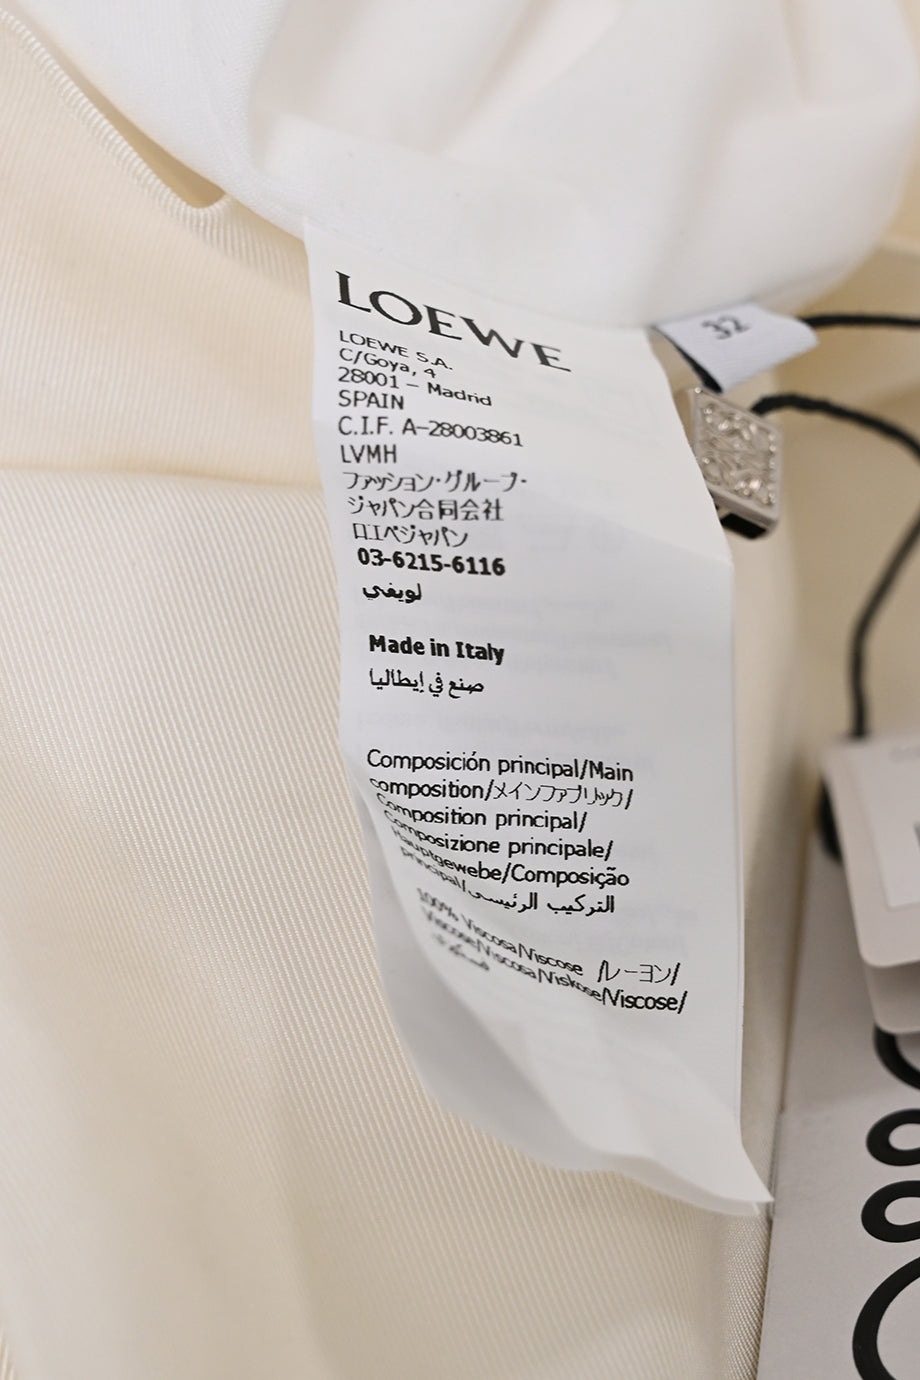 LOEWE
LOEWE S.A.
C/Goya, 4
28001 – Madrid
SPAIN
C.I.F. A-28003861
LVMH
ファッション・グループ・
ジャパン合同会社
ロエベジャパン
03-6215-6116
لويفي
Made in Italy
صنع في إيطاليا
Composición principal/Main
composition/メインファブリック/
Composition principal/
Composizione principale/
Hauptgewebe/Composição
principal/التركيب الرئيسي
100% Viscosa/Viscose /レーヨン/
Viscose/Viscosa/Viskose/Viscose/
32